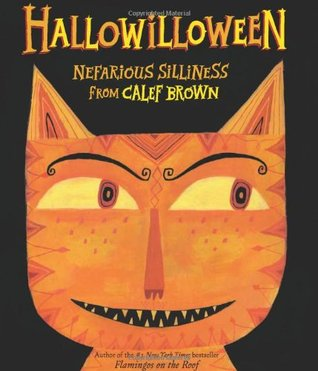 HALLOWILLOWEEN
NEFARIOUS SILLINESS
FROM CALEF BROWN
Author of the #1 New York Times bestseller
Flamingos on the Roof